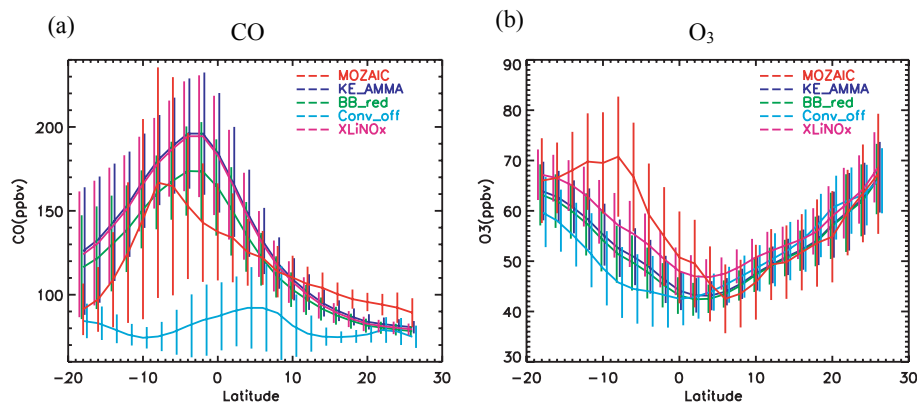 (a)
CO
MOZAIC
KE_AMMA
BB_red
Conv_off
XLiNOx
CO(ppbv)
200
150
100
−20
−10
0
10
20
30
Latitude
(b)
O3
MOZAIC
KE_AMMA
BB_red
Conv_off
XLiNOx
O3(ppbv)
90
80
70
60
50
40
30
−20
−10
0
10
20
30
Latitude